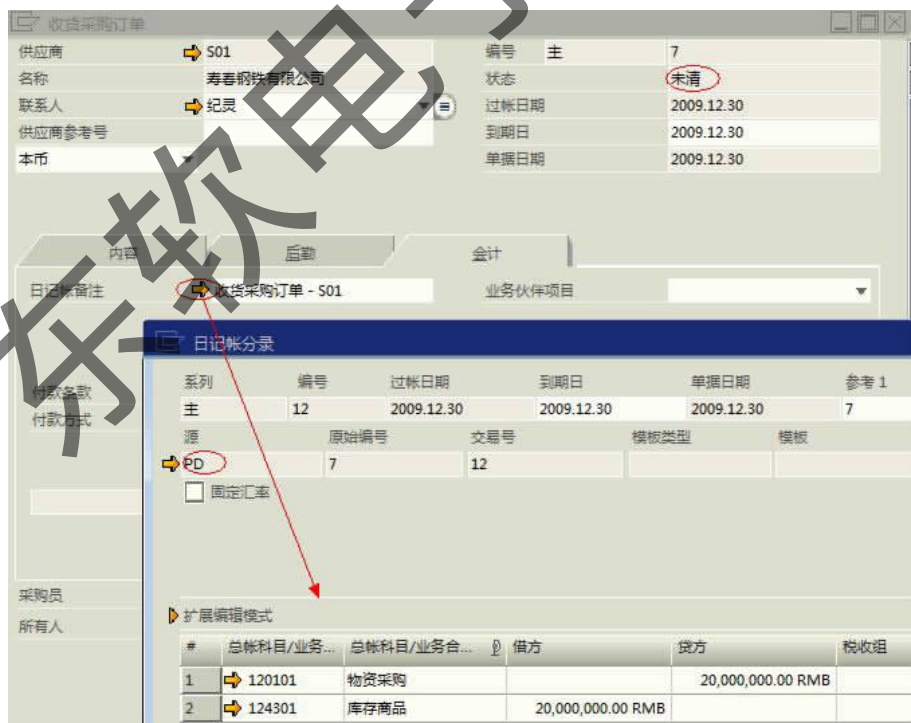 收货采购订单
供应商 S01 编号 主 7
名称 寿春钢铁有限公司 状态 未清
联系人 纪灵 过帐日期 2009.12.30
供应商参考号 到期日 2009.12.30
本币 单据日期 2009.12.30
内容 后勤 会计
日记帐备注 收货采购订单 - S01 业务伙伴项目
日记帐分录
付款条款
付款方式
系列 编号 过帐日期 到期日 单据日期 参考 1
主 12 2009.12.30 2009.12.30 2009.12.30 7
源 原始编号 交易号 模板类型 模板
PD 7 12
固定汇率
采购员
所有人
扩展编辑模式
# 总帐科目/业务... 总帐科目/业务合... 借方 贷方 税收组
1 120101 物资采购 20,000,000.00 RMB
2 124301 库存商品 20,000,000.00 RMB
东软电子